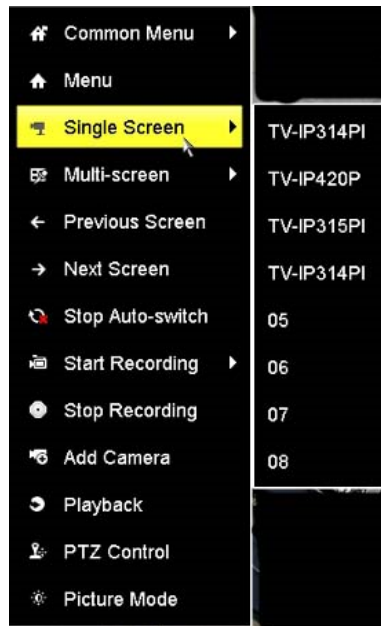 Common Menu
Menu
Single Screen
Multi-screen
Previous Screen
Next Screen
Stop Auto-switch
Start Recording
Stop Recording
Add Camera
Playback
PTZ Control
Picture Mode
TV-IP314PI
TV-IP420P
TV-IP315PI
TV-IP314PI
05
06
07
08